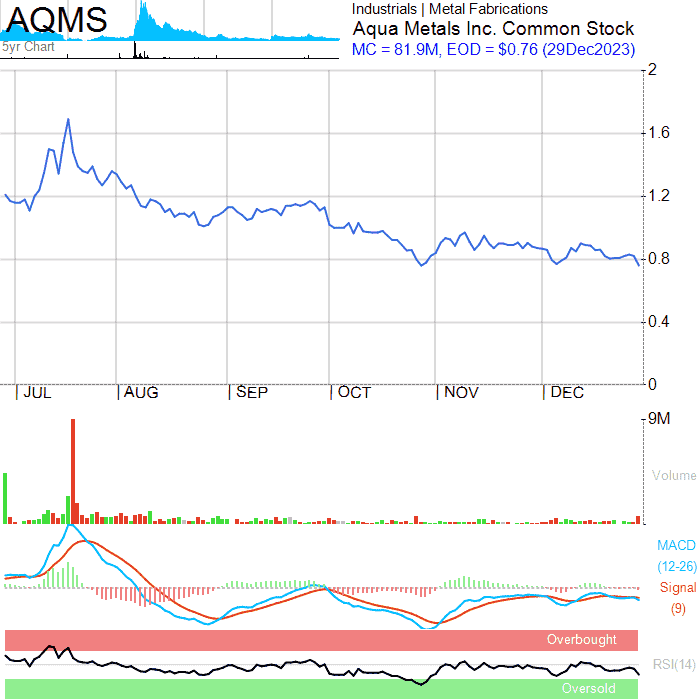 AQMS
5yr Chart
Industrials | Metal Fabrications
Aqua Metals Inc. Common Stock
MC = 81.9M, EOD = $0.76 (29Dec2023)
2
1.6
1.2
0.8
0.4
0
| JUL | AUG | SEP | OCT | NOV | DEC
9M
Volume
MACD
(12-26)
Signal
(9)
Overbought
RSI(14)
Oversold